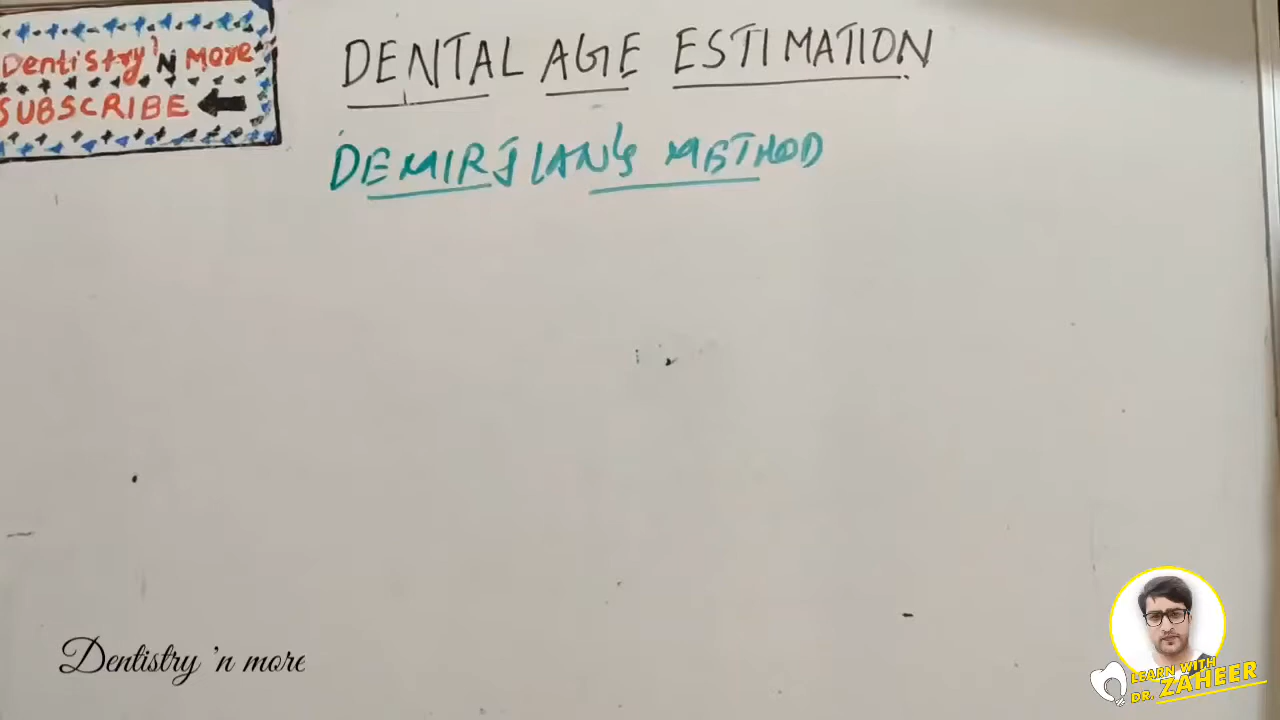 Dentistry 'N More
SUBSCRIBE
DENTAL AGE ESTIMATION
DEMIRJIAN'S METHOD
Dentistry 'n more
LEARN WITH
DR. ZAHEER